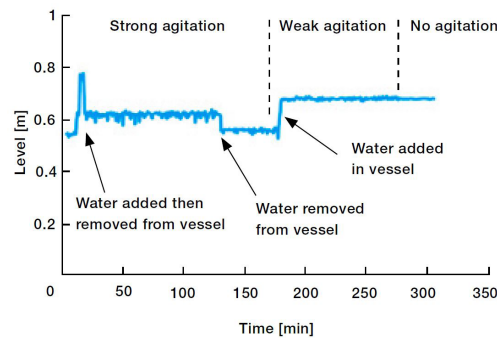 Strong agitation
Weak agitation
No agitation
1
0.8
0.6
0.4
0.2
0
Level [m]
Water added then
removed from vessel
Water removed
from vessel
Water added
in vessel
50
100
150
200
250
300
350
Time [min]